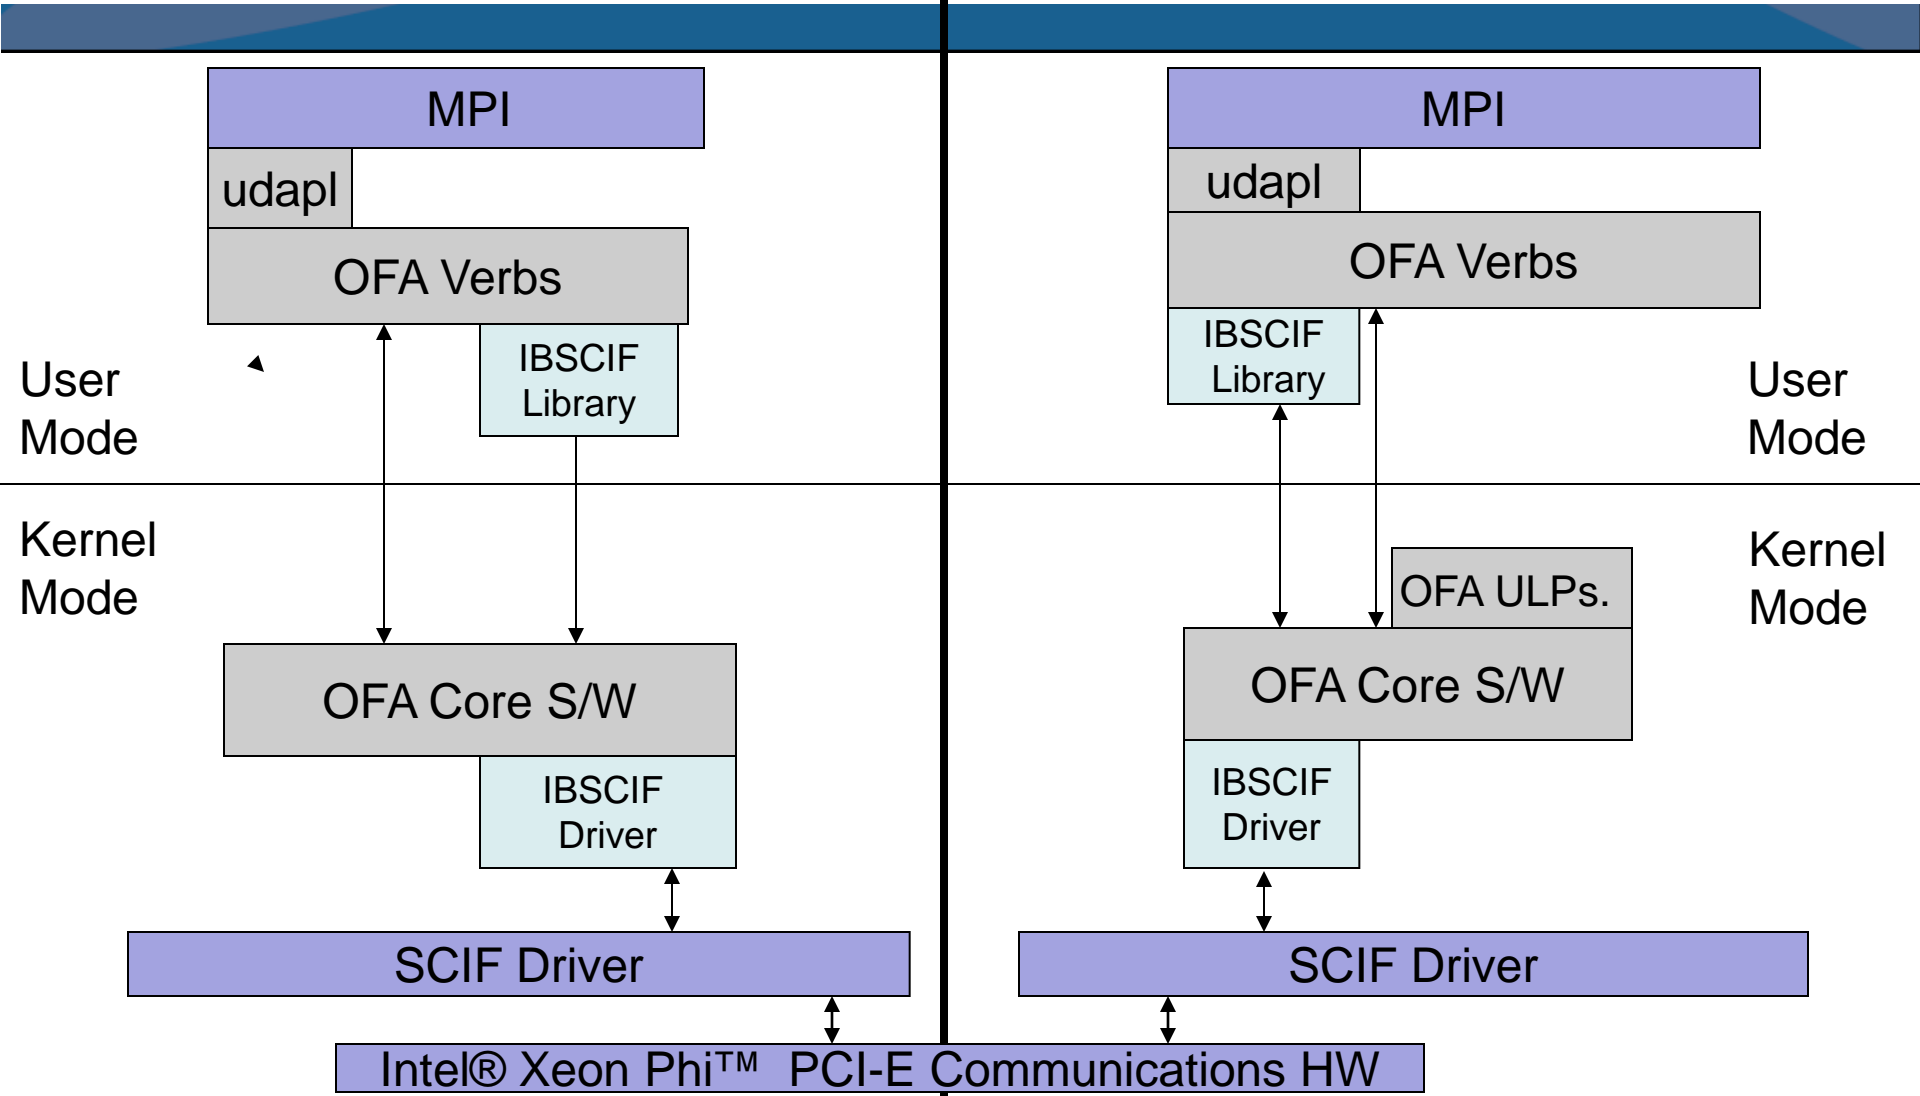 MPI
udapl
OFA Verbs
IBSCIF
Library
User
Mode
Kernel
Mode
OFA Core S/W
IBSCIF
Driver
SCIF Driver
MPI
udapl
OFA Verbs
IBSCIF
Library
User
Mode
Kernel
Mode
OFA ULPs.
OFA Core S/W
IBSCIF
Driver
SCIF Driver
Intel® Xeon Phi™ PCI-E Communications HW